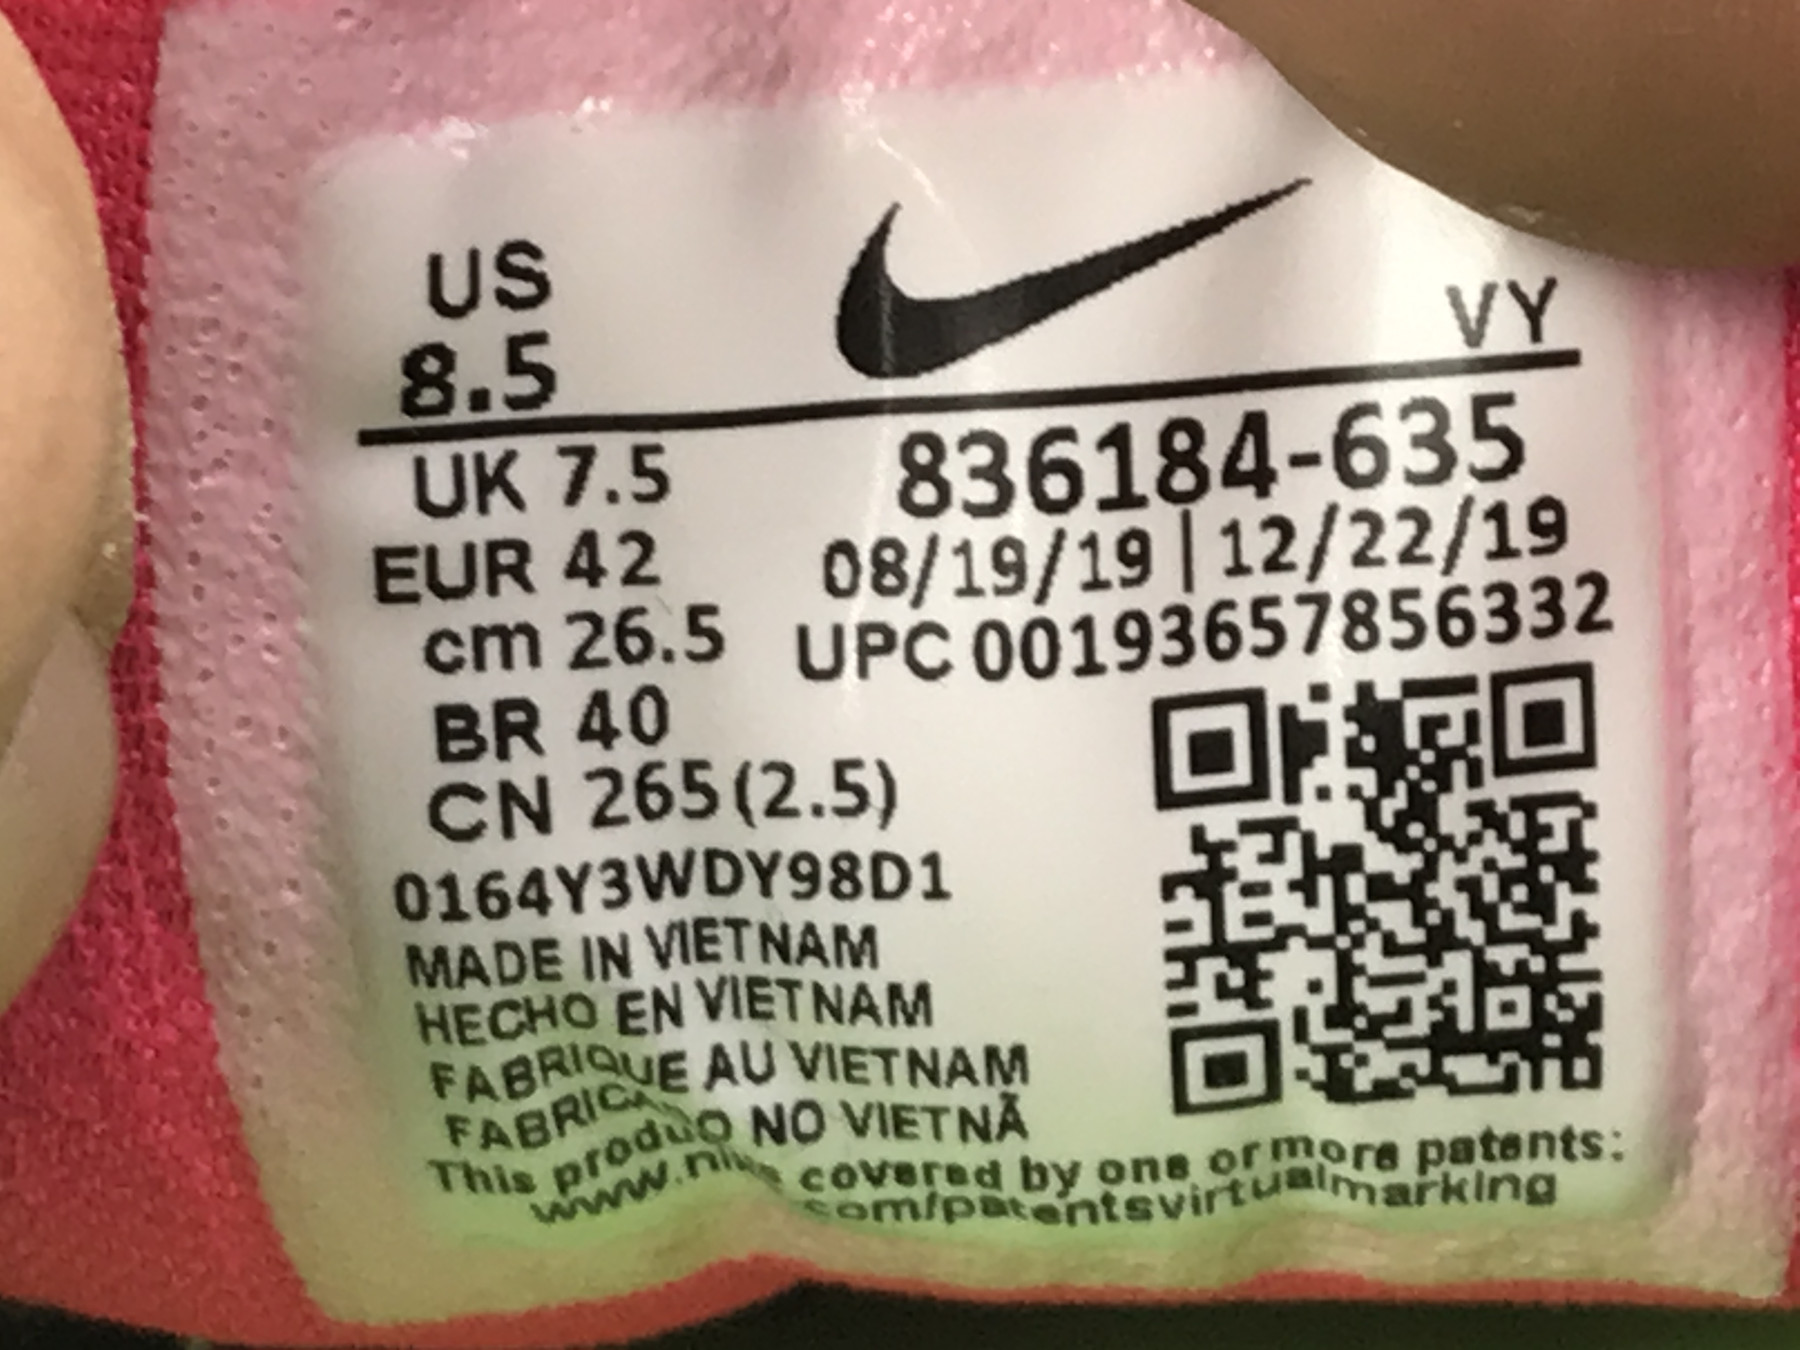 US
8.5
VY
UK 7.5
836184-635
EUR 42
08/19/19 | 12/22/19
cm 26.5
UPC 00193657856332
BR 40
CN 265(2.5)
0164Y3WDY98D1
MADE IN VIETNAM
HECHO EN VIETNAM
FABRIQUE AU VIETNAM
NO VIETNÃ
This covered by one or more patents:
com/patentsvirtualmarking